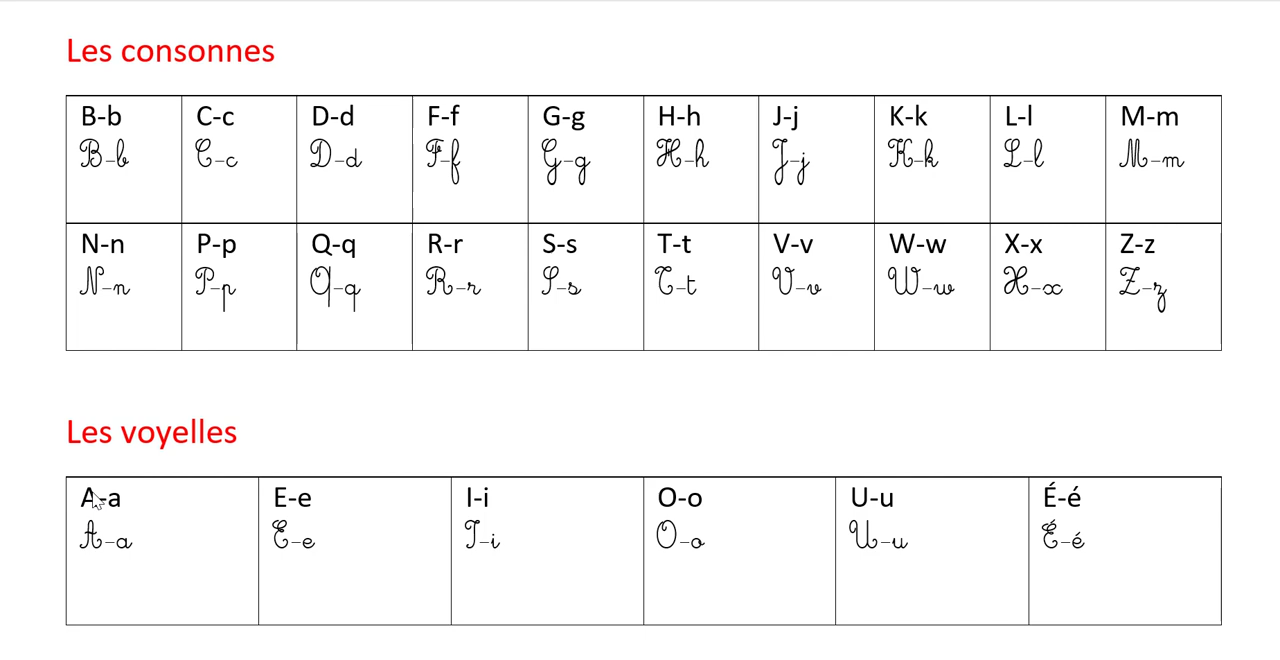 Les consonnes
B-b C-c D-d F-f G-g H-h J-j K-k L-l M-m
B-b C-c D-d F-f G-g H-h J-j K-k L-l M-m
N-n P-p Q-q R-r S-s T-t V-v W-w X-x Z-z
N-n P-p Q-q R-r S-s T-t V-v W-w X-x Z-z
Les voyelles
A-a E-e I-i O-o U-u É-é
A-a E-e I-i O-o U-u É-é